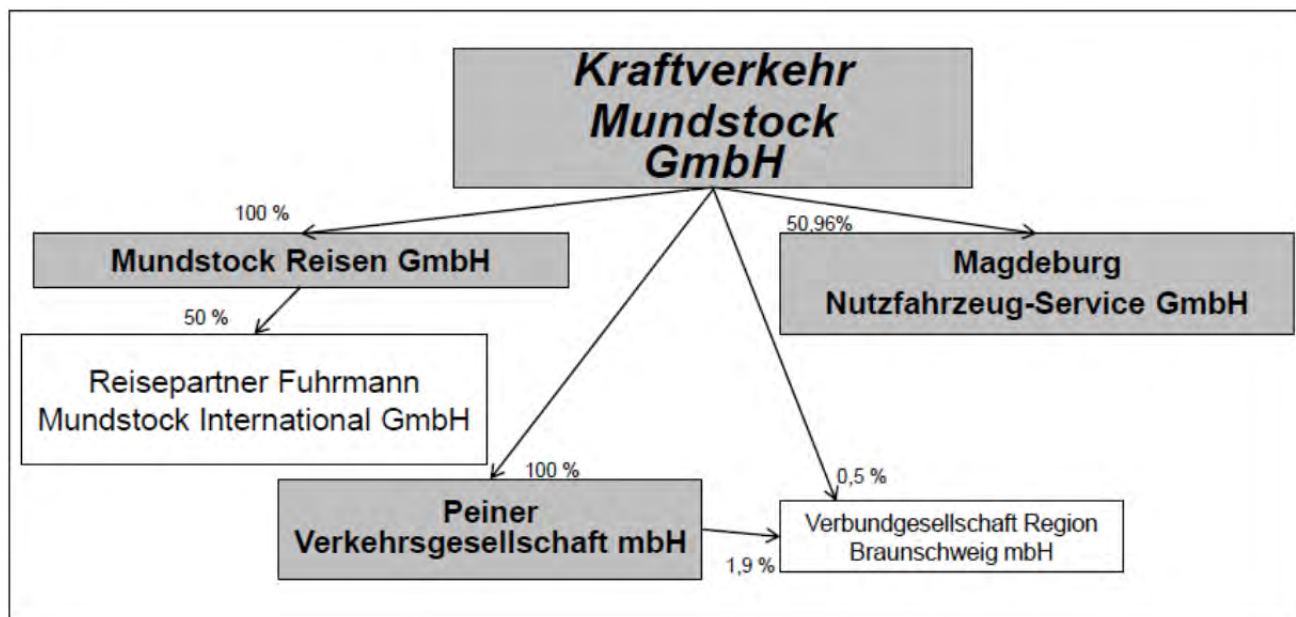 Kraftverkehr
Mundstock
GmbH
100 %
50,96%
Mundstock Reisen GmbH
Magdeburg
Nutzfahrzeug-Service GmbH
50 %
Reisepartner Fuhrmann
Mundstock International GmbH
100 %
0,5 %
Peiner
Verkehrsgesellschaft mbH
Verbundgesellschaft Region
Braunschweig mbH
1,9 %